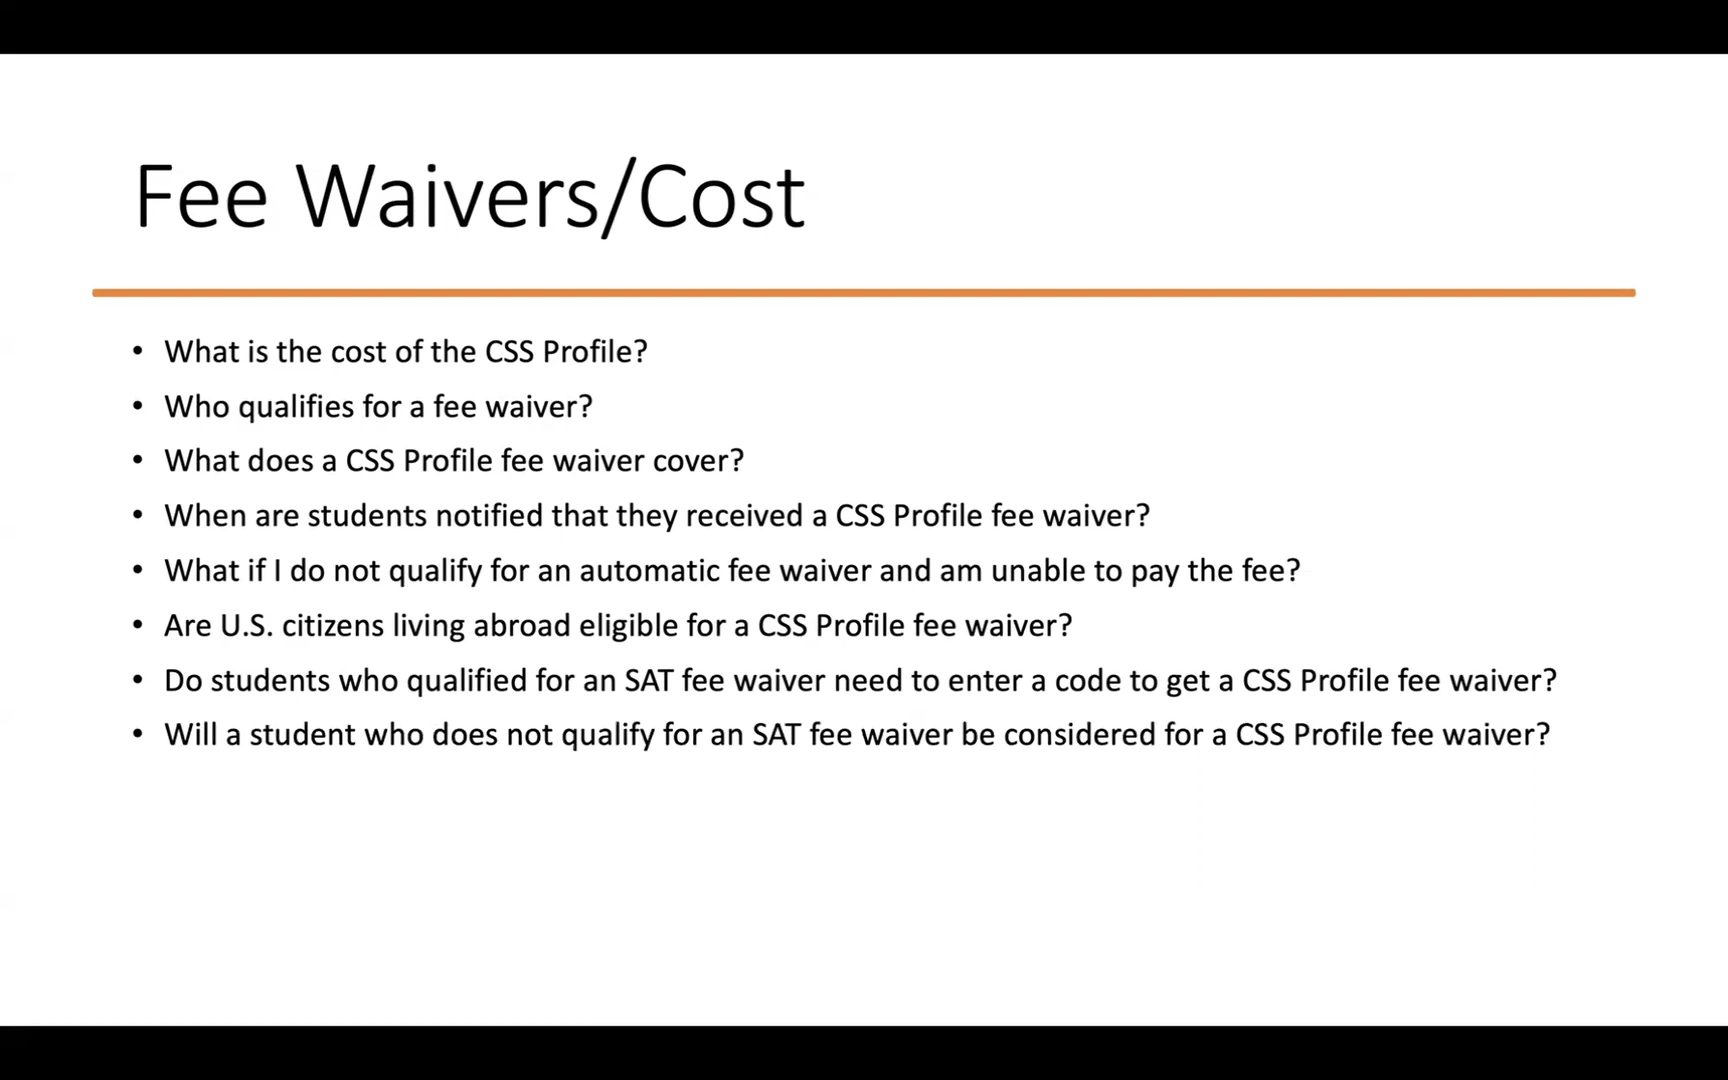 Fee Waivers/Cost
• What is the cost of the CSS Profile?
• Who qualifies for a fee waiver?
• What does a CSS Profile fee waiver cover?
• When are students notified that they received a CSS Profile fee waiver?
• What if I do not qualify for an automatic fee waiver and am unable to pay the fee?
• Are U.S. citizens living abroad eligible for a CSS Profile fee waiver?
• Do students who qualified for an SAT fee waiver need to enter a code to get a CSS Profile fee waiver?
• Will a student who does not qualify for an SAT fee waiver be considered for a CSS Profile fee waiver?